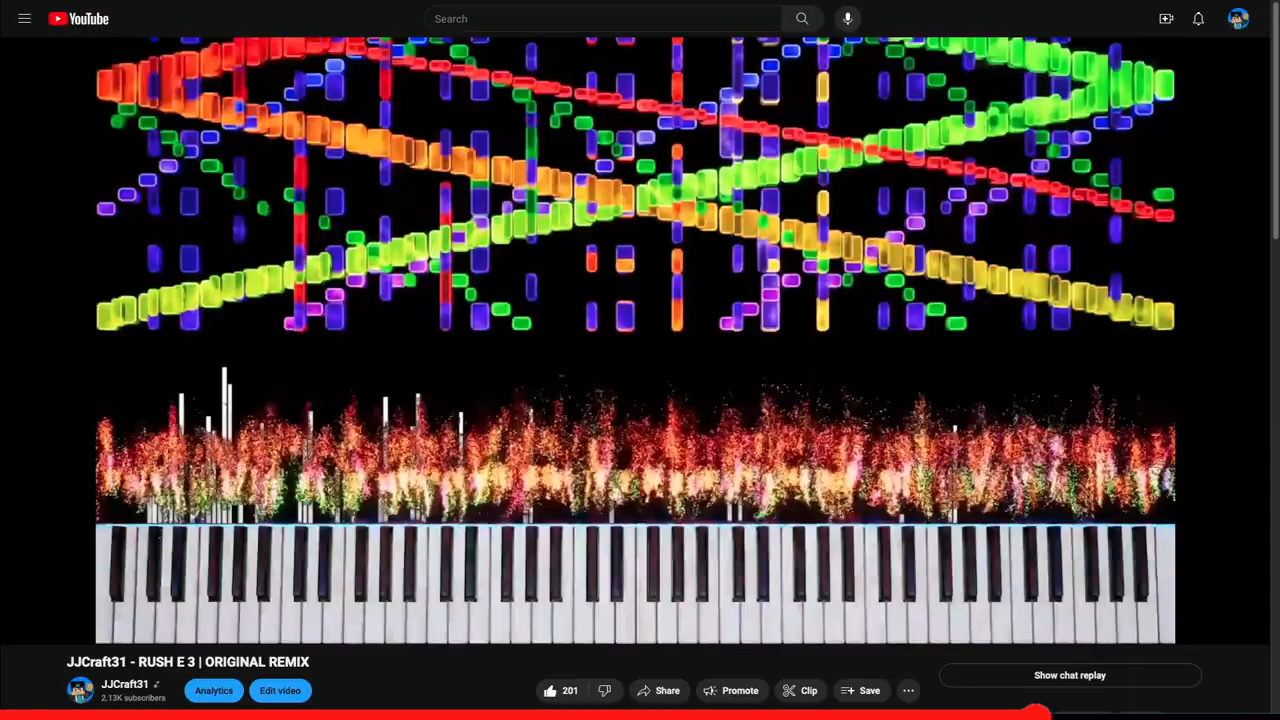 YouTube
Search
JJCraft31 - RUSH E 3 | ORIGINAL REMIX
JJCraft31
2.13K subscribers
Analytics
Edit video
201
Share
Promote
Clip
Save
Show chat replay